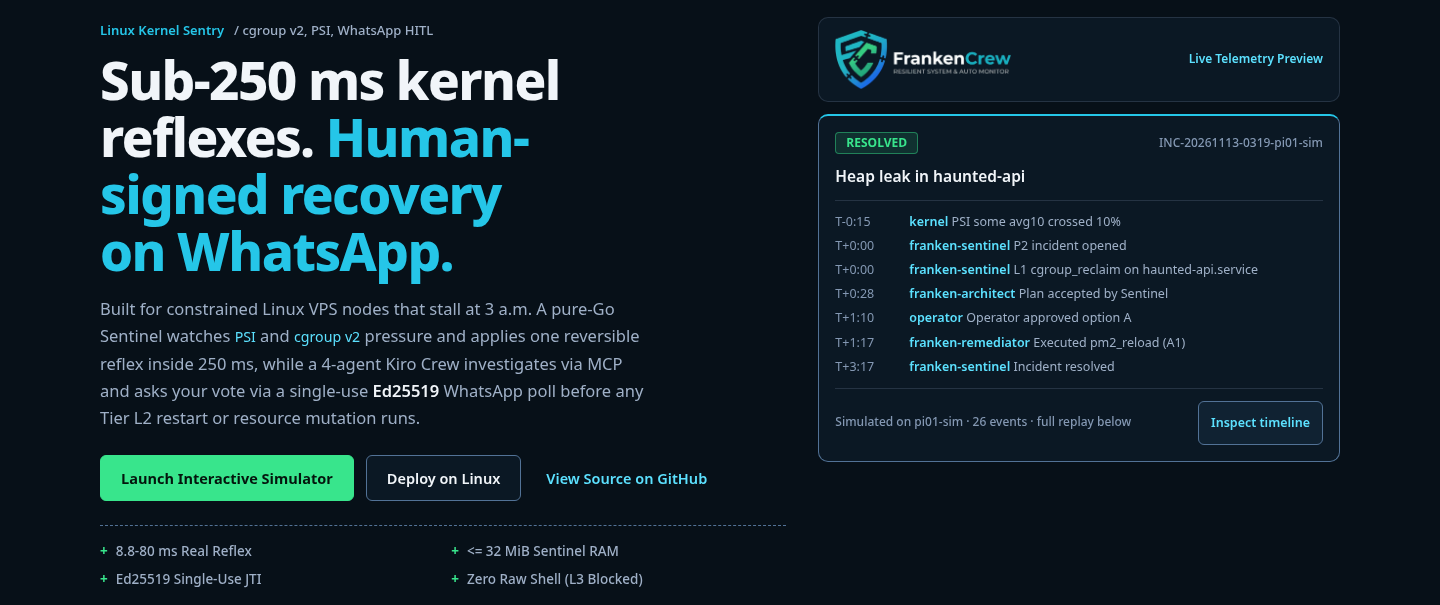 Linux Kernel Sentry / cgroup v2, PSI, WhatsApp HITL
Sub-250 ms kernel
reflexes. Human-
signed recovery
on WhatsApp.
Built for constrained Linux VPS nodes that stall at 3 a.m. A pure-Go
Sentinel watches PSI and cgroup v2 pressure and applies one reversible
reflex inside 250 ms, while a 4-agent Kiro Crew investigates via MCP
and asks your vote via a single-use Ed25519 WhatsApp poll before any
Tier L2 restart or resource mutation runs.
Launch Interactive Simulator
Deploy on Linux
View Source on GitHub
+ 8.8-80 ms Real Reflex
+ <= 32 MiB Sentinel RAM
+ Ed25519 Single-Use JTI
+ Zero Raw Shell (L3 Blocked)
FrankenCrew
RESILIENT SYSTEM & AUTO MONITOR
Live Telemetry Preview
RESOLVED
INC-20261113-0319-pi01-sim
Heap leak in haunted-api
T-0:15 kernel PSI some avg10 crossed 10%
T+0:00 franken-sentinel P2 incident opened
T+0:00 franken-sentinel L1 cgroup_reclaim on haunted-api.service
T+0:28 franken-architect Plan accepted by Sentinel
T+1:10 operator Operator approved option A
T+1:17 franken-remediator Executed pm2_reload (A1)
T+3:17 franken-sentinel Incident resolved
Simulated on pi01-sim · 26 events · full replay below
Inspect timeline